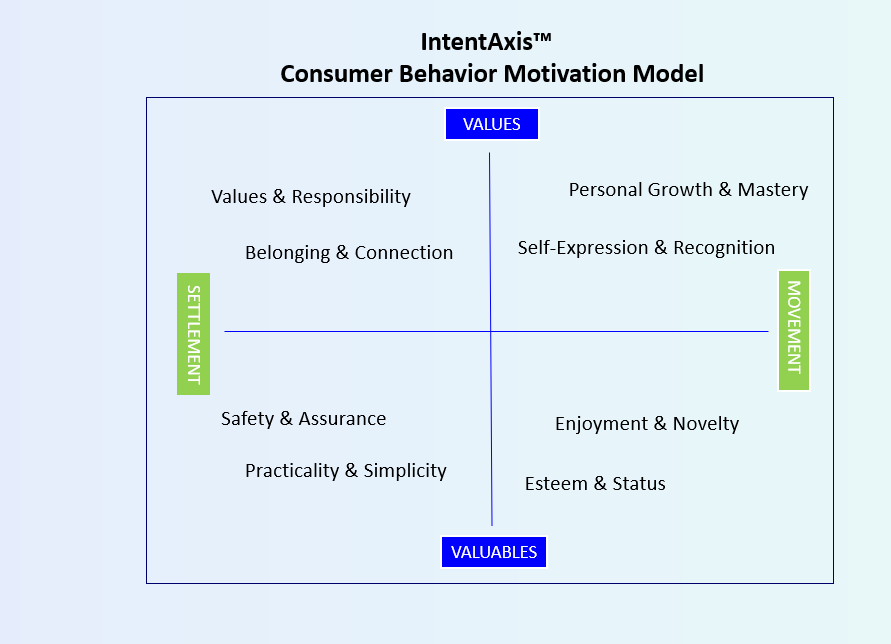 IntentAxis™
Consumer Behavior Motivation Model
VALUES
Values & Responsibility
Personal Growth & Mastery
Belonging & Connection
Self-Expression & Recognition
SETTLEMENT
MOVEMENT
Safety & Assurance
Enjoyment & Novelty
Practicality & Simplicity
Esteem & Status
VALUABLES